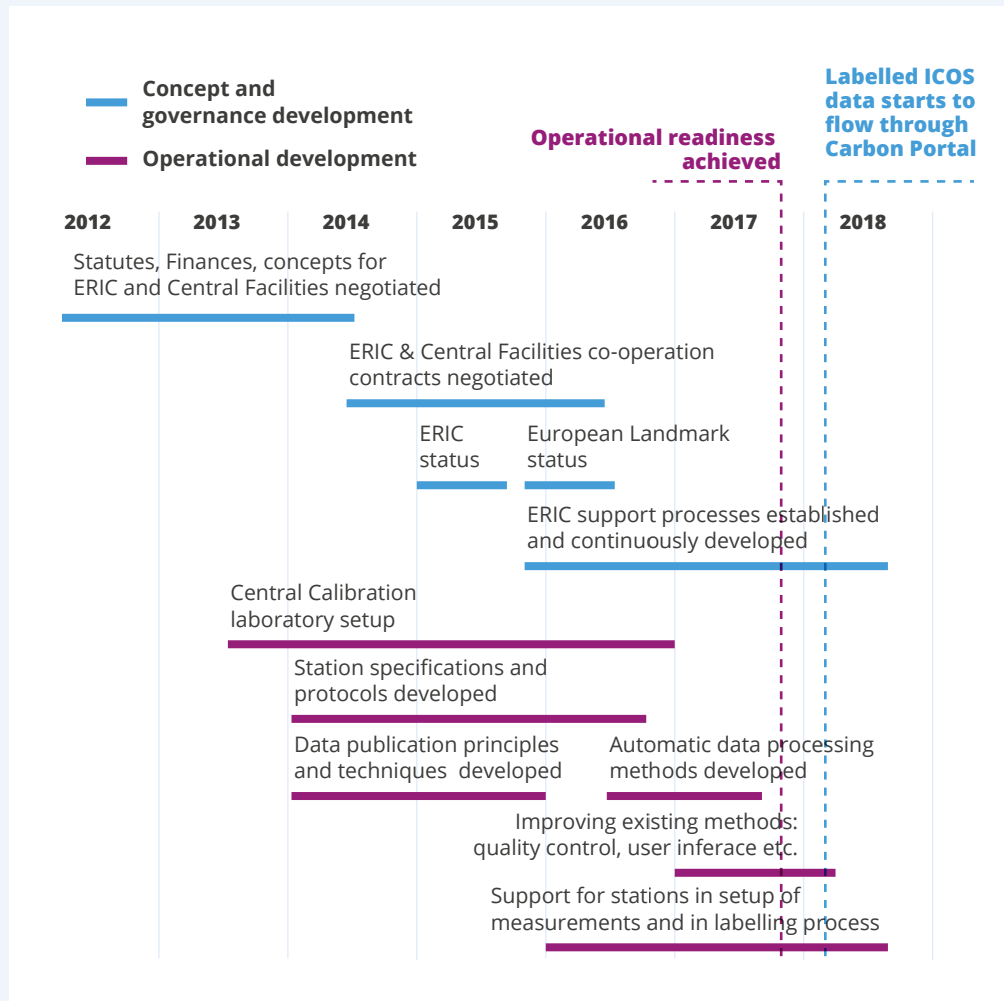 Concept and
governance development
Operational development
Operational readiness
achieved
Labelled ICOS
data starts to
flow through
Carbon Portal
2012 2013 2014 2015 2016 2017 2018
Statutes, Finances, concepts for
ERIC and Central Facilities negotiated
ERIC & Central Facilities co-operation
contracts negotiated
ERIC
status
European Landmark
status
ERIC support processes established
and continuously developed
Central Calibration
laboratory setup
Station specifications and
protocols developed
Data publication principles
and techniques developed
Automatic data processing
methods developed
Improving existing methods:
quality control, user inferace etc.
Support for stations in setup of
measurements and in labelling process